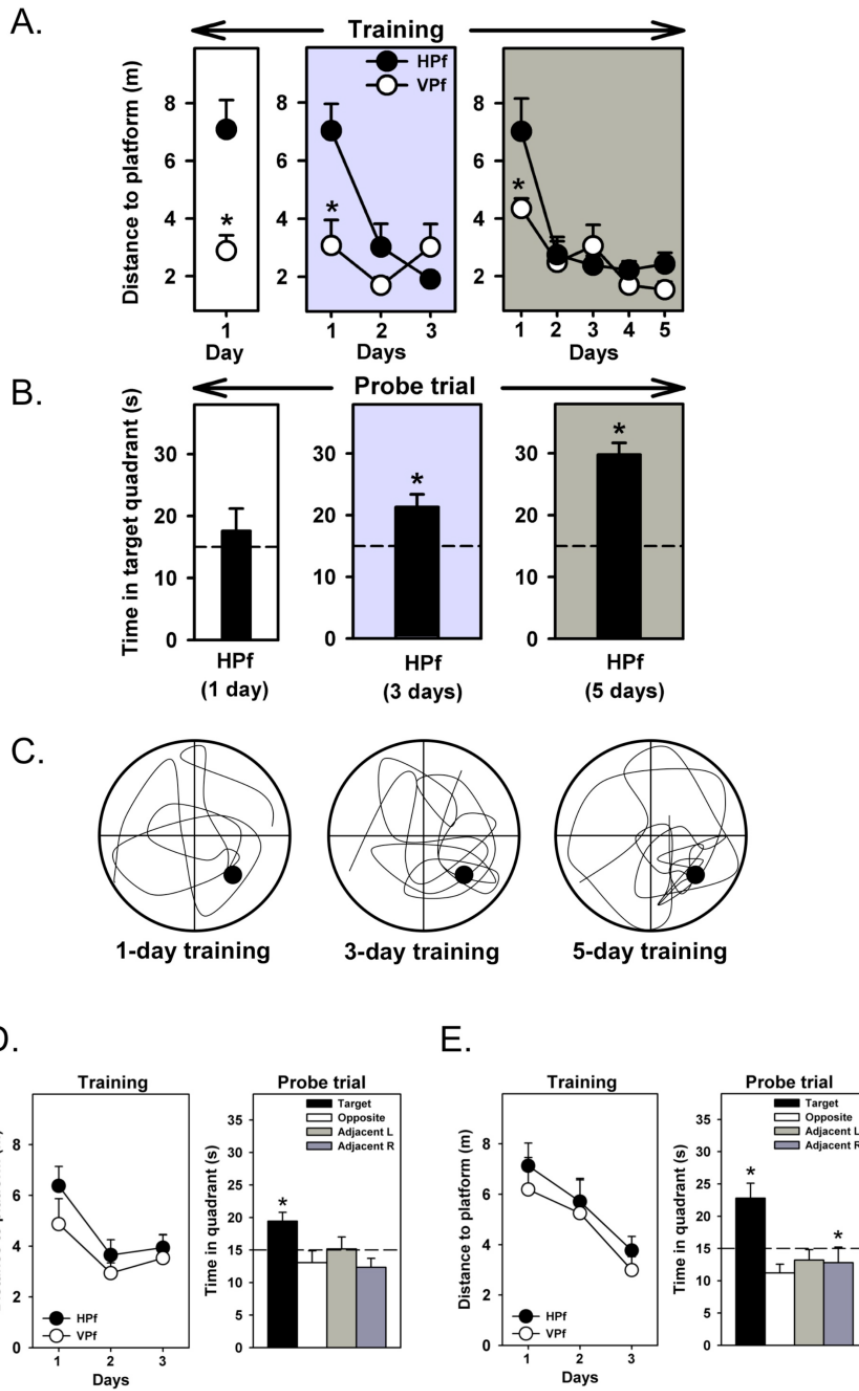 A.
Training
Distance to platform (m)
8
6
4
2
*
1
Day
HPf
VPf
8
6
4
2
*
1 2 3
Days
8
6
4
2
*
1 2 3 4 5
Days
B.
Probe trial
Time in target quadrant (s)
30
20
10
0
HPf
(1 day)
30
20
10
0
*
HPf
(3 days)
30
20
10
0
*
HPf
(5 days)
C.
1-day training
3-day training
5-day training
D.
Training
8
6
4
2
0
HPf
VPf
1 2 3
Days
Probe trial
Time in quadrant (s)
35
30
25
20
15
10
5
0
Target
Opposite
Adjacent L
Adjacent R
*
E.
Training
Distance to platform (m)
8
6
4
2
0
HPf
VPf
1 2 3
Days
Probe trial
Time in quadrant (s)
35
30
25
20
15
10
5
0
Target
Opposite
Adjacent L
Adjacent R
*
*